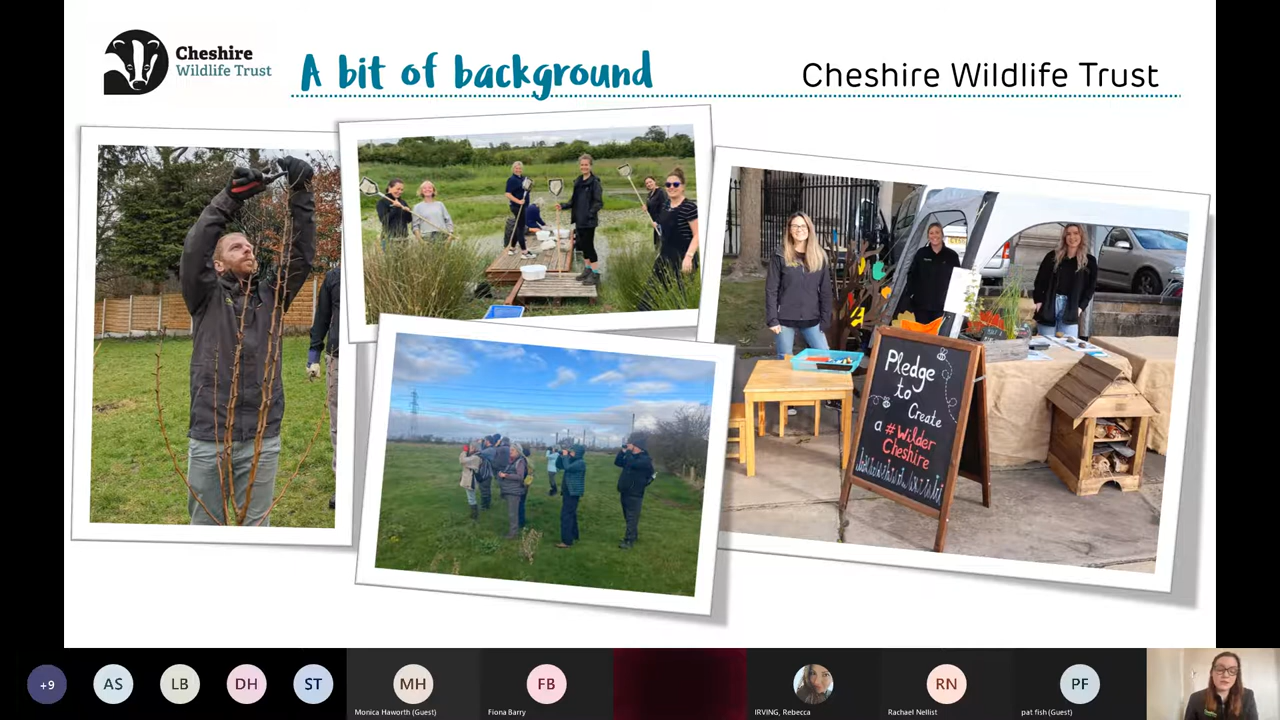 Cheshire
Wildlife Trust
A bit of background
Cheshire Wildlife Trust
Pledge
to
Create
a #Wilder
Cheshire
+9
AS
LB
DH
ST
MH
Monica Haworth (Guest)
FB
Fiona Barry
IRVING, Rebecca
RN
Rachael Nellist
PF
pat fish (Guest)